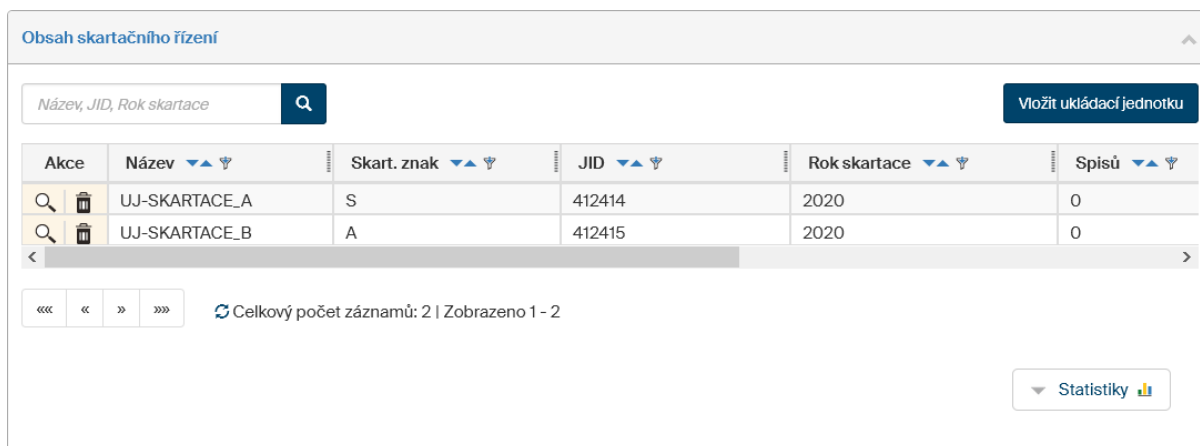 Obsah skartačního řízení
Název, JID, Rok skartace
Vložit ukládací jednotku
Akce Název Skart. znak JID Rok skartace Spisů
UJ-SKARTACE_A S 412414 2020 0
UJ-SKARTACE_B A 412415 2020 0
«« « » »» Celkový počet záznamů: 2 | Zobrazeno 1 - 2
Statistiky